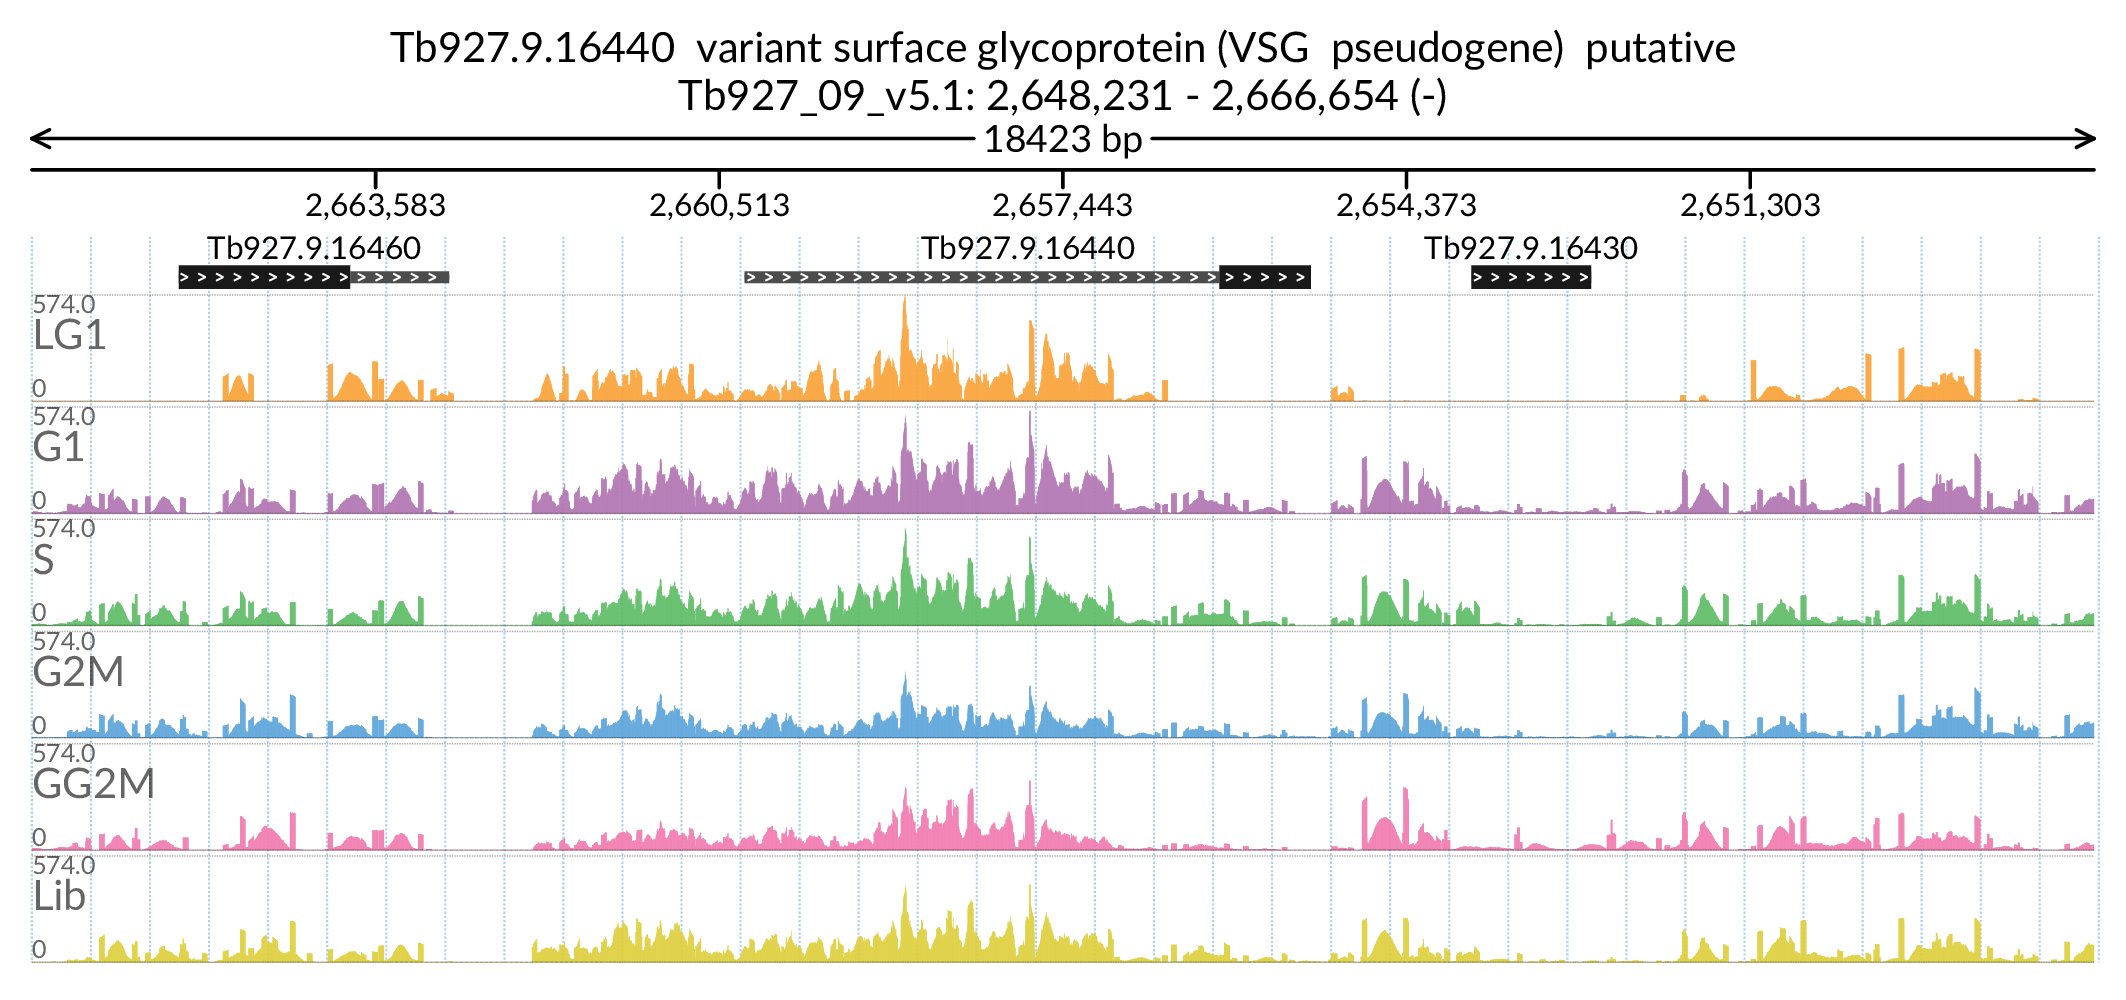 Tb927.9.16440  variant surface glycoprotein (VSG  pseudogene)  putative
Tb927_09_v5.1: 2,648,231 - 2,666,654 (-)
18423 bp
2,663,583 2,660,513 2,657,443 2,654,373 2,651,303
Tb927.9.16460 Tb927.9.16440 Tb927.9.16430
574.0
LG1
0
574.0
G1
0
574.0
S
0
574.0
G2M
0
574.0
GG2M
0
574.0
Lib
0